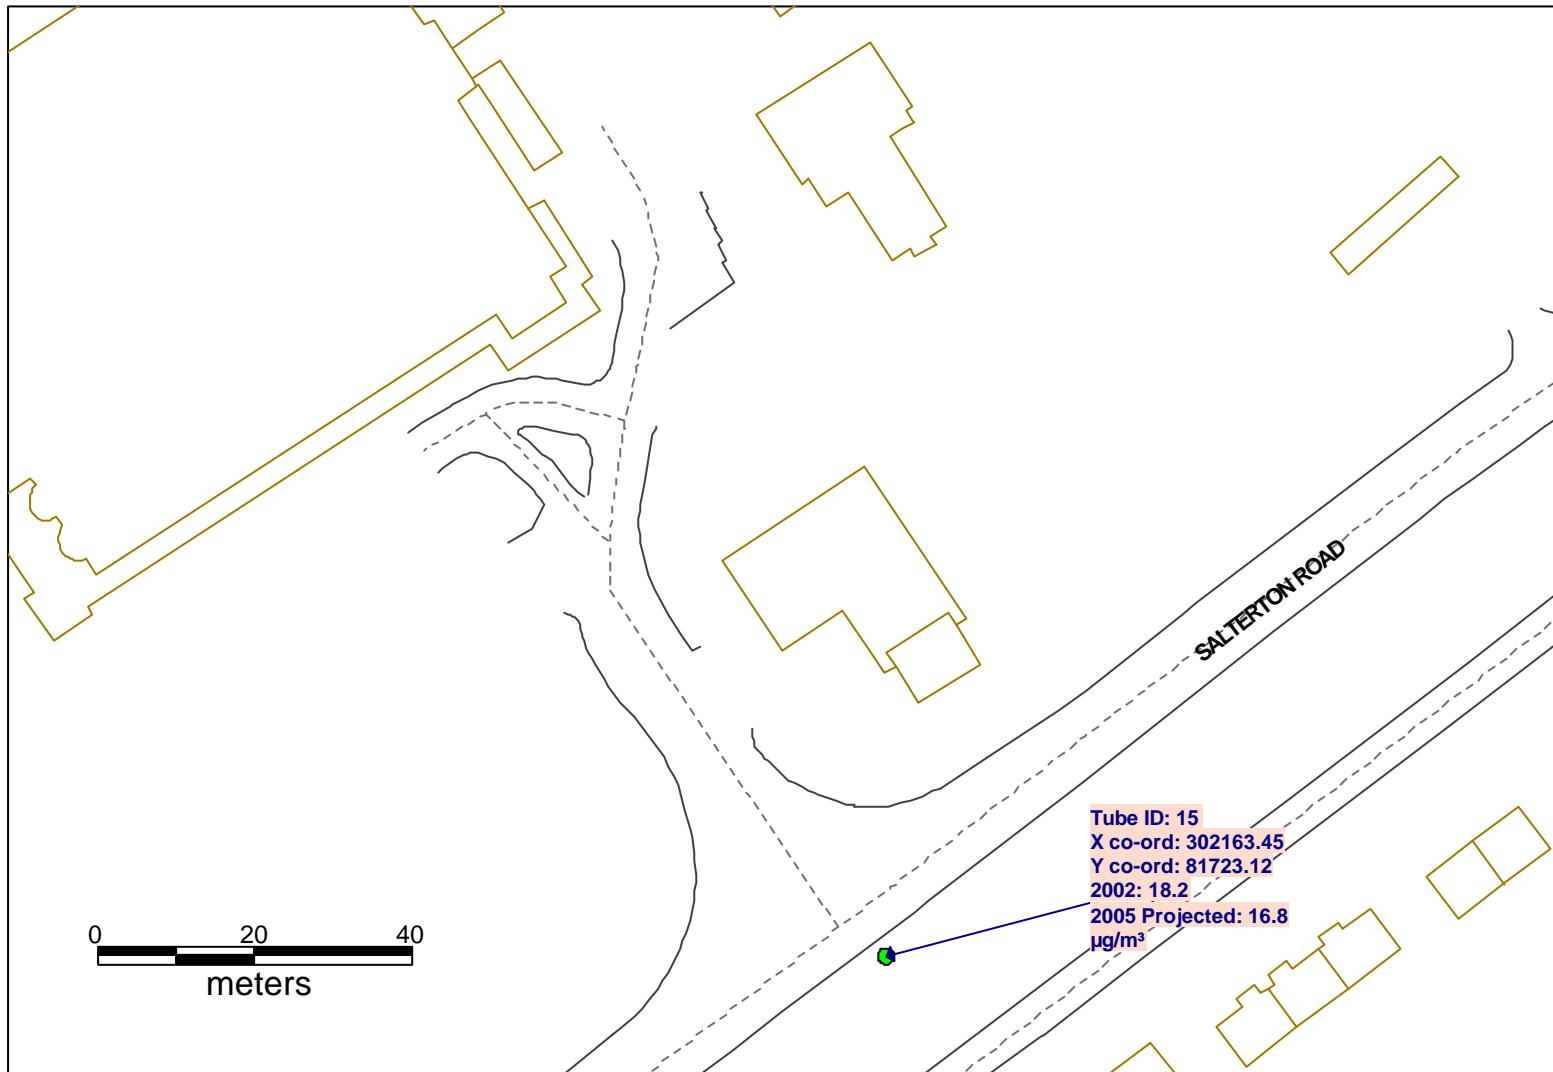 SALTERTON ROAD
Tube ID: 15
X co-ord: 302163.45
Y co-ord: 81723.12
2002: 18.2
2005 Projected: 16.8
µg/m³
0 20 40
meters